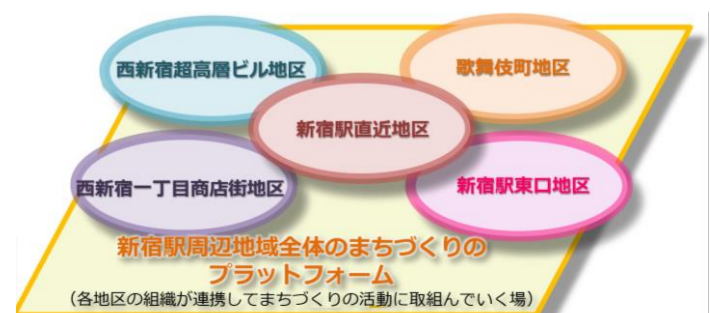 西新宿超高層ビル地区
歌舞伎町地区
新宿駅直近地区
西新宿一丁目商店街地区
新宿駅東口地区
新宿駅周辺地域全体のまちづくりの
プラットフォーム
(各地区の組織が連携してまちづくりの活動に取組んでいく場)